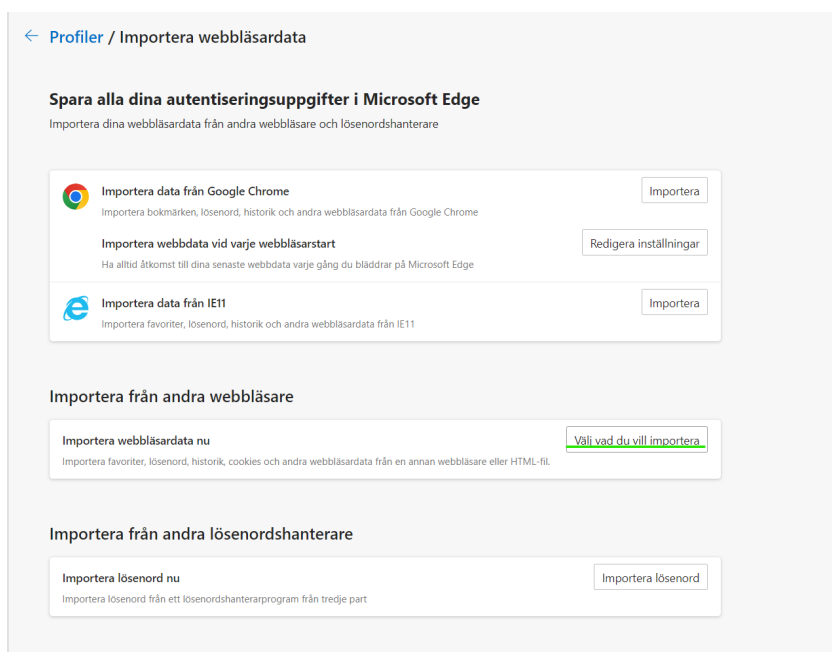 Profiler / Importera webbläsardata
Spara alla dina autentiseringsuppgifter i Microsoft Edge
Importera dina webbläsardata från andra webbläsare och lösenordshanterare
Importera data från Google Chrome
Importera
Importera bokmärken, lösenord, historik och andra webbläsardata från Google Chrome
Importera webbdata vid varje webbläsarstart
Redigera inställningar
Ha alltid åtkomst till dina senaste webbdata varje gång du bläddrar på Microsoft Edge
Importera data från IE11
Importera
Importera favoriter, lösenord, historik och andra webbläsardata från IE11
Importera från andra webbläsare
Importera webbläsardata nu
Välj vad du vill importera
Importera favoriter, lösenord, historik, cookies och andra webbläsardata från en annan webbläsare eller HTML-fil.
Importera från andra lösenordshanterare
Importera lösenord nu
Importera lösenord
Importera lösenord från ett lösenordshanterarprogram från tredje part